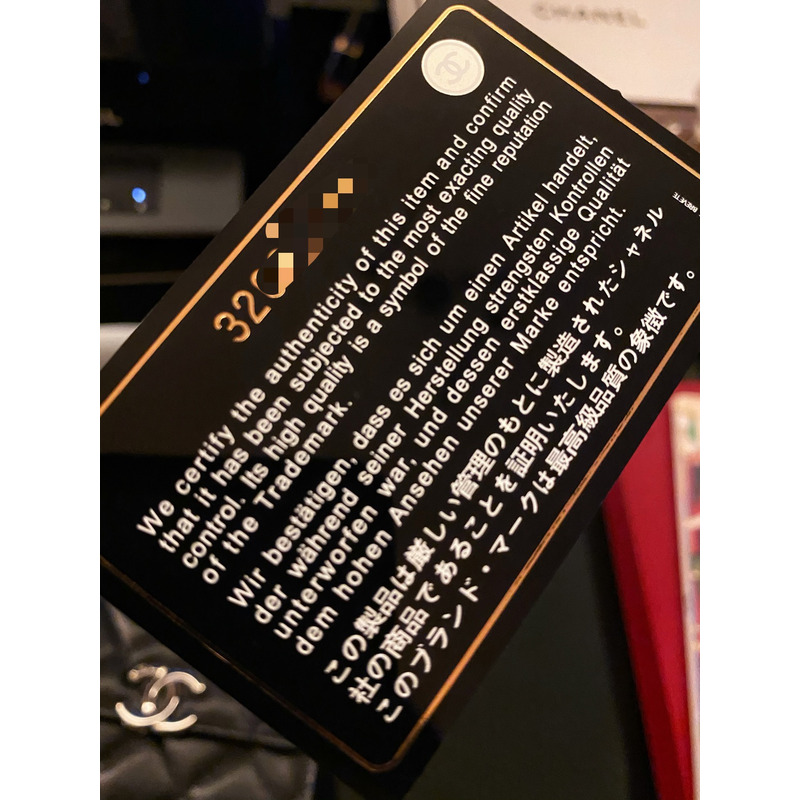 CHANEL
BREVETE
32
We certify the authenticity of this item and confirm
that it has been subjected to the most exacting quality
control. Its high quality is a symbol of the fine reputation
of the Trademark.
Wir bestätigen, dass es sich um einen Artikel handelt,
der während seiner Herstellung strengsten Kontrollen
unterworfen war, und dessen erstklassige Qualität
dem hohen Ansehen unserer Marke entspricht.
この製品は厳しい管理のもとに製造されたシャネル
社の商品であることを証明いたします。
このブランド・マークは最高級品質の象徴です。